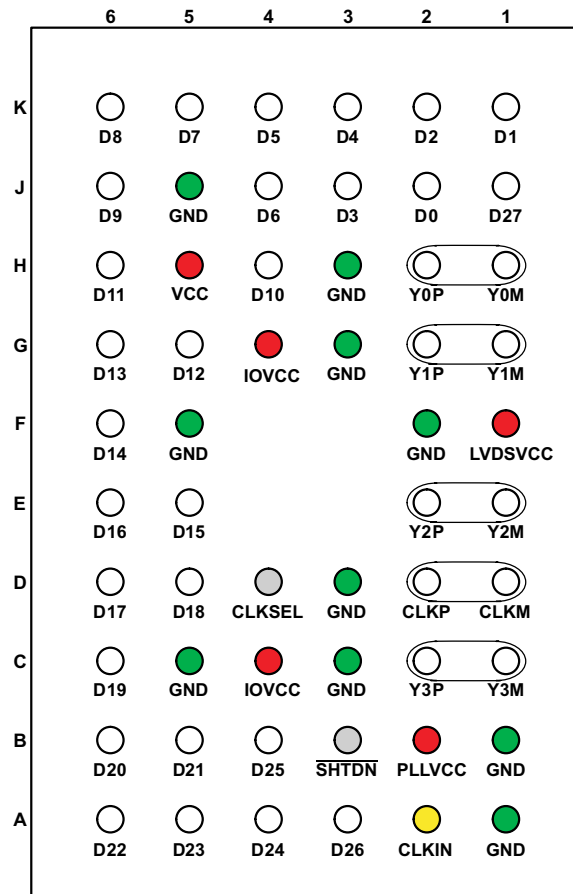 6 5 4 3 2 1
K
D8 D7 D5 D4 D2 D1
J
D9 GND D6 D3 D0 D27
H
D11 VCC D10 GND Y0P Y0M
G
D13 D12 IOVCC GND Y1P Y1M
F
D14 GND GND LVDSVCC
E
D16 D15 Y2P Y2M
D
D17 D18 CLKSEL GND CLKP CLKM
C
D19 GND IOVCC GND Y3P Y3M
B
D20 D21 D25 SHTDN PLLVCC GND
A
D22 D23 D24 D26 CLKIN GND